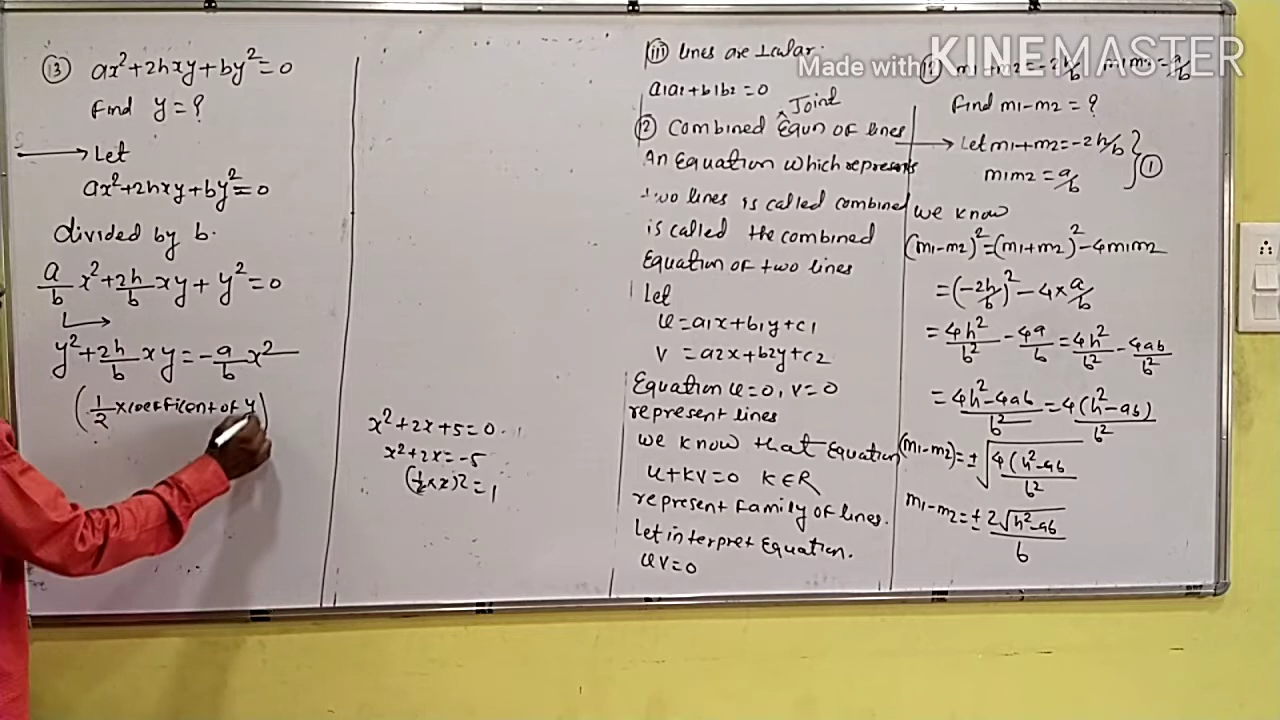 ③ ax²+2hxy+by²=0
Find y=?
→ Let
ax²+2hxy+by²=0
divided by b.
a/b x²+2h/b xy+y²=0
y²+2h/b xy=-a/b x²
(1/2 x coefficent of y)
x²+2x+5=0
x²+2x=-5
(1/2 x 2)²=1
(iii) lines are ⊥cular.
a1a2+b1b2=0
Joint
⑫ Combined Equn of lines
An Equation which represents
two lines is called combined
is called the combined
Equation of two lines
Let
u=a1x+b1y+c1
v=a2x+b2y+c2
Equation u=0, v=0
represent lines
we know that Equation
u+kv=0 k∈R
represent family of lines.
Let interpret Equation.
uv=0
Made with KINEMASTER
m1+m2=-2h/b m1m2=a/b
Find m1-m2=?
→ Let m1+m2=-2h/b
m1m2=a/b } ①
we know
(m1-m2)²=(m1+m2)²-4m1m2
=(-2h/b)²-4×a/b
=4h²/b²-4a/b=4h²/b²-4ab/b²
=4h²-4ab/b²=4(h²-ab)/b²
(m1-m2)=±√4(h²-ab/b²
m1-m2=±2√h²-ab/b